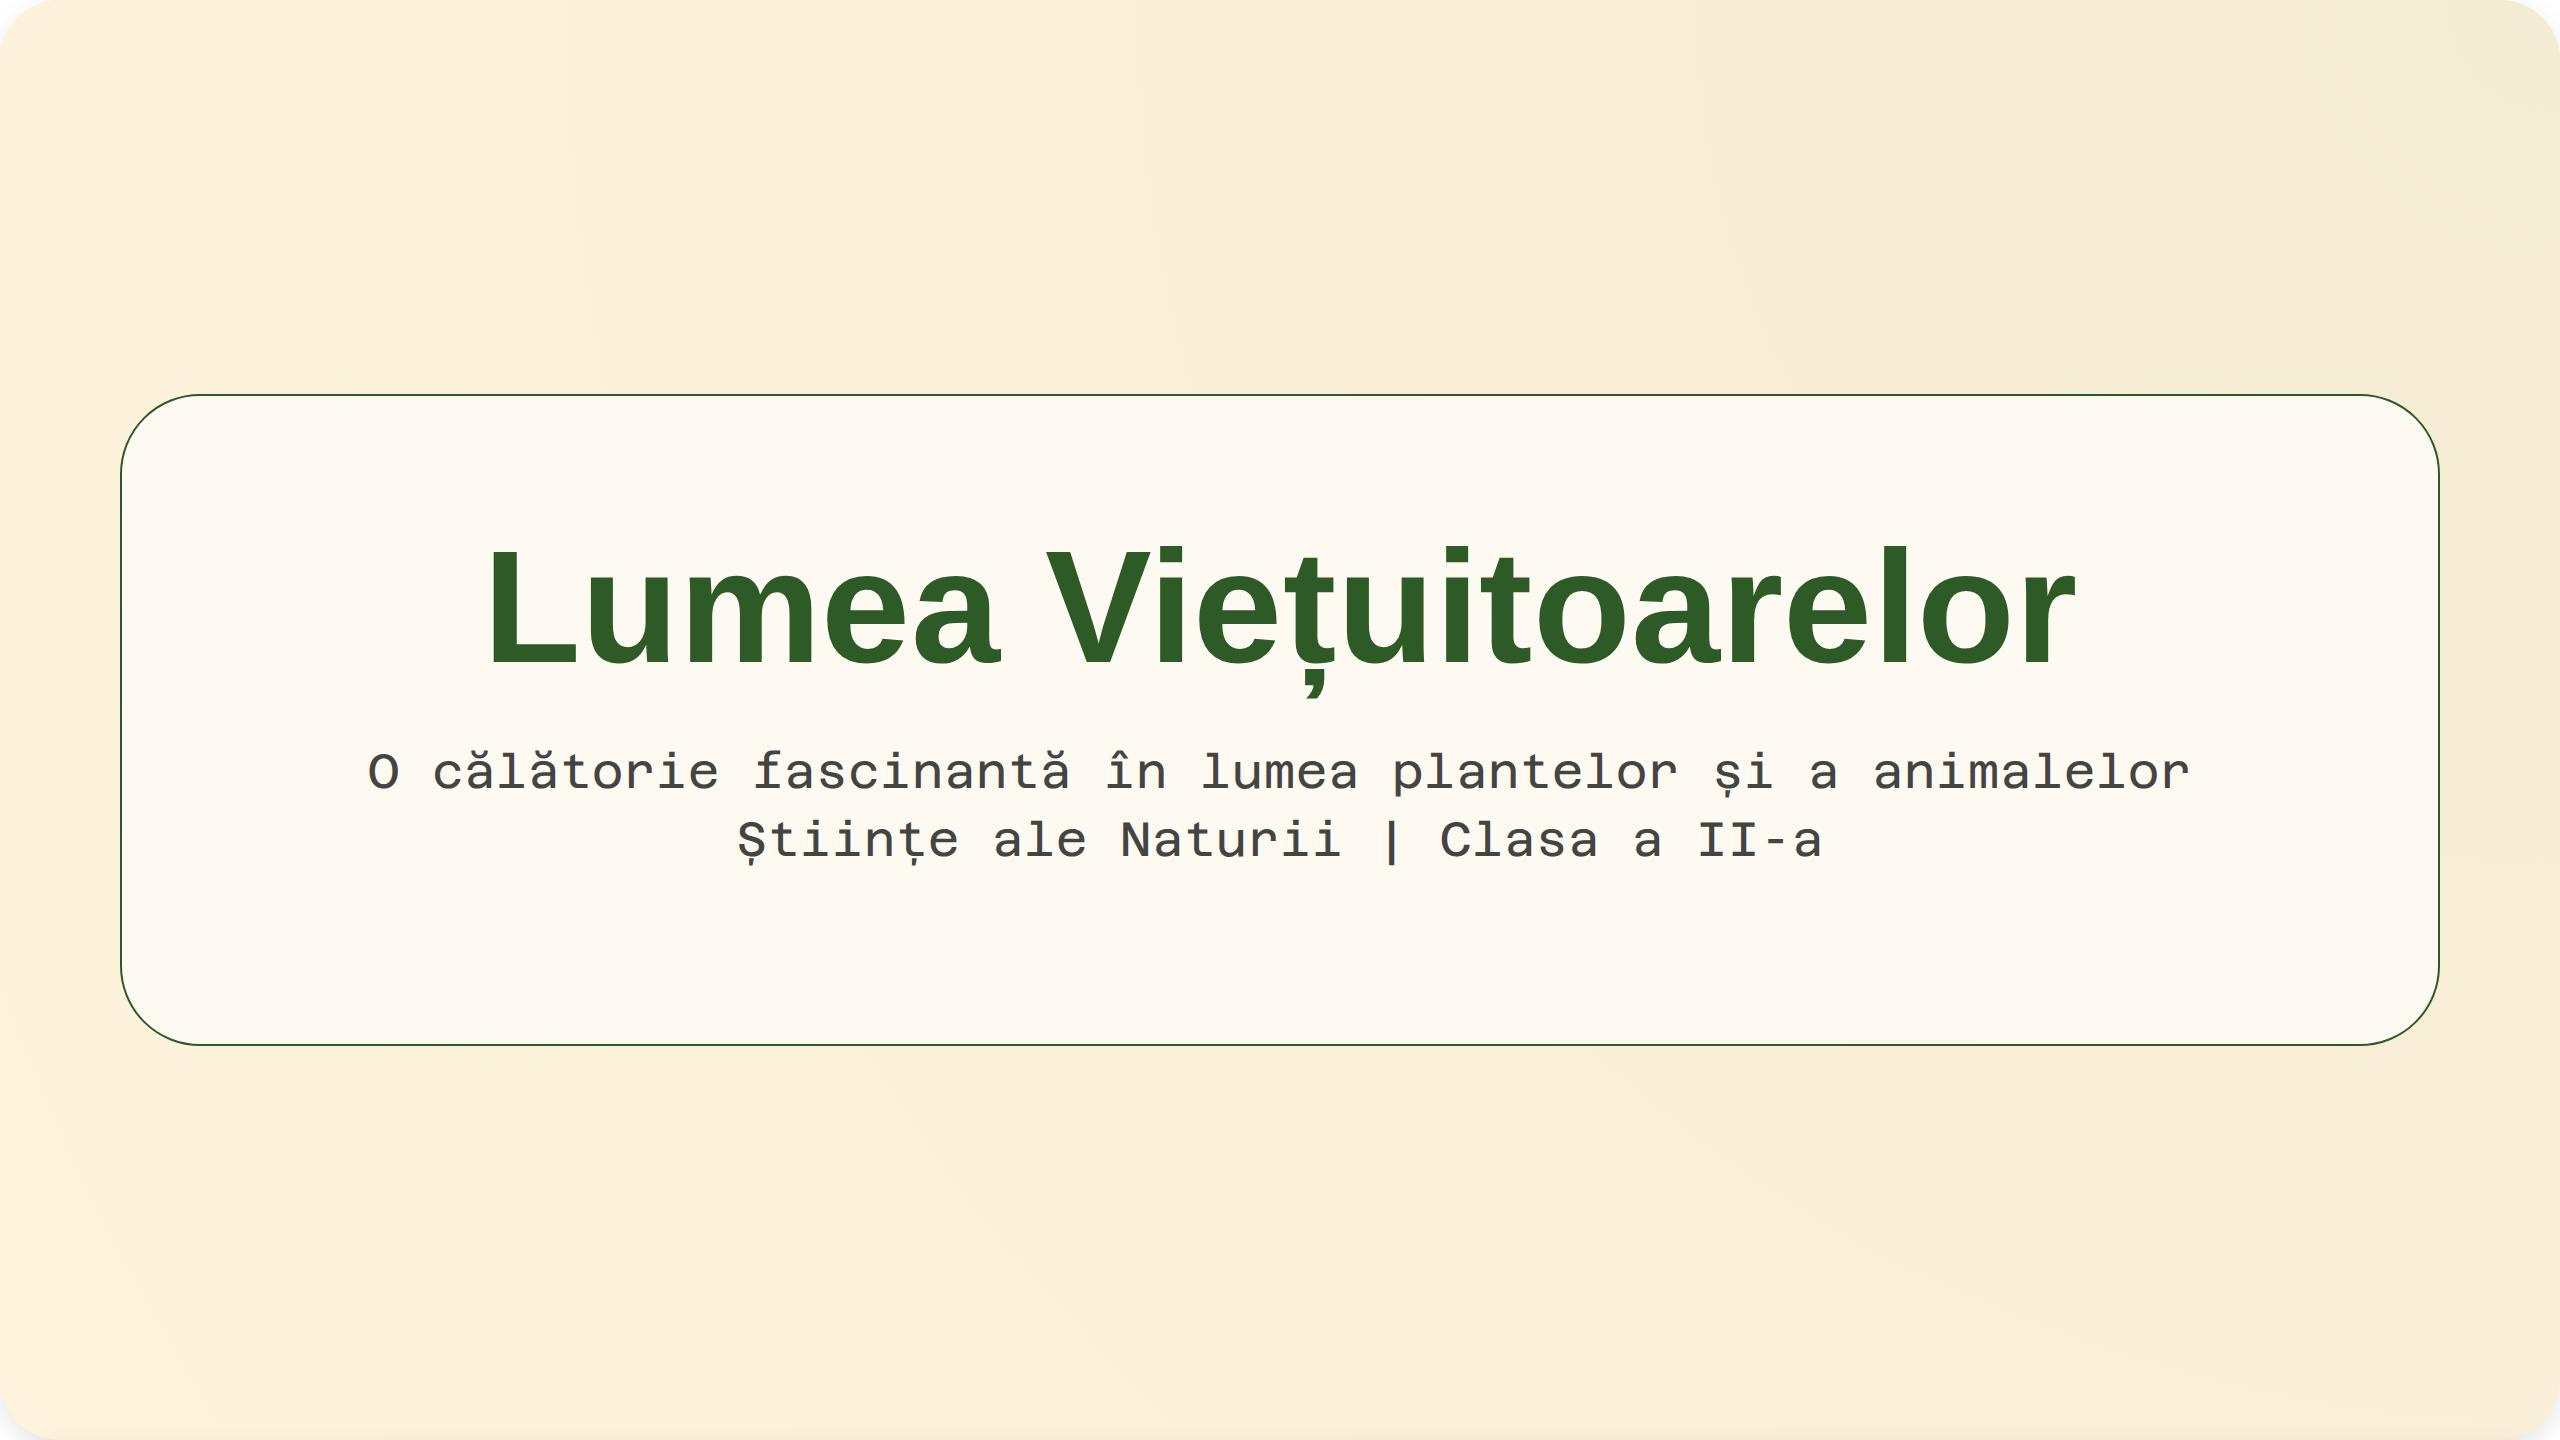 Lumea Viețuitoarelor
O călătorie fascinantă în lumea plantelor și a animalelor
Științe ale Naturii | Clasa a II-a